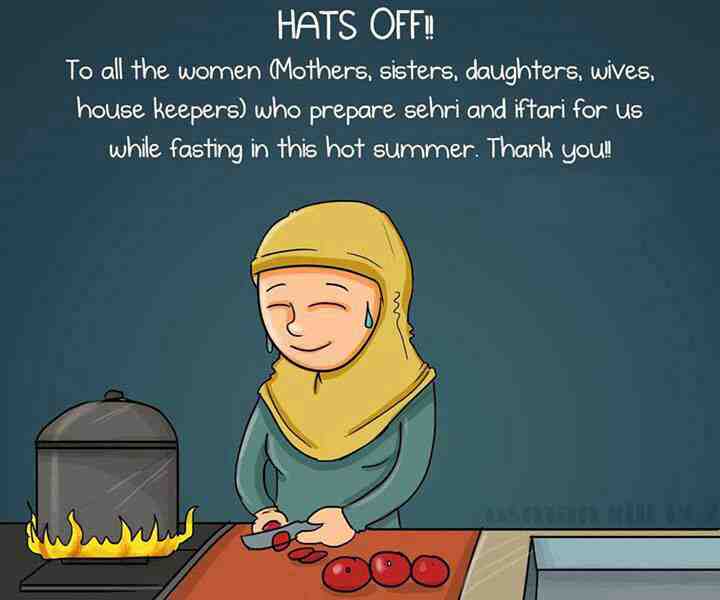 HATS OFF!!
To all the women (Mothers, sisters, daughters, wives,
house keepers) who prepare sehri and iftari for us
while fasting in this hot summer. Thank you!!